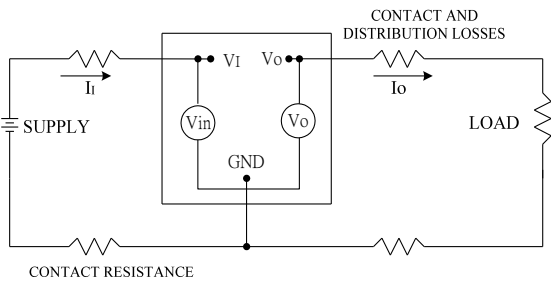 CONTACT AND
DISTRIBUTION LOSSES
VI
Vo
II
Io
SUPPLY
Vin
Vo
LOAD
GND
CONTACT RESISTANCE